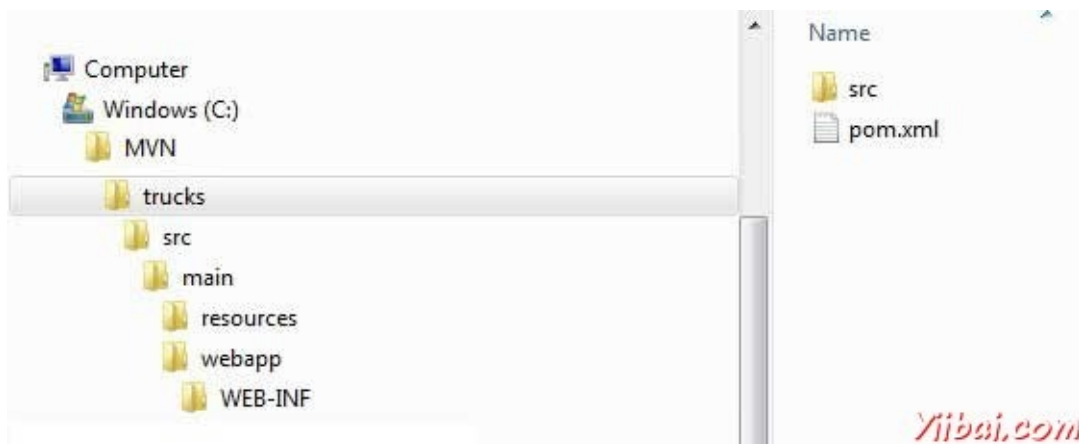 Computer
Windows (C:)
MVN
trucks
src
main
resources
webapp
WEB-INF
Name
src
pom.xml
Yiibai.com